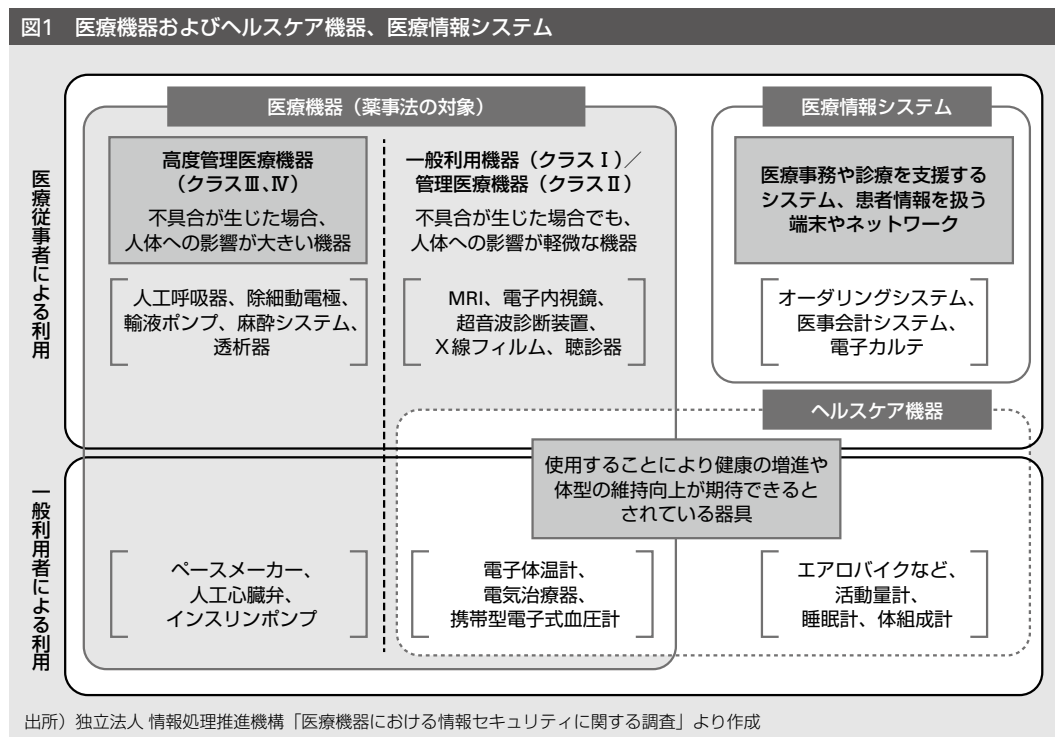 図1 医療機器およびヘルスケア機器、医療情報システム
医療従事者による利用
医療機器（薬事法の対象）
高度管理医療機器
（クラスⅢ、Ⅳ）
不具合が生じた場合、
人体への影響が大きい機器
人工呼吸器、除細動電極、
輸液ポンプ、麻酔システム、
透析器
一般利用機器（クラスⅠ）／
管理医療機器（クラスⅡ）
不具合が生じた場合でも、
人体への影響が軽微な機器
MRI、電子内視鏡、
超音波診断装置、
X線フィルム、聴診器
医療情報システム
医療事務や診療を支援する
システム、患者情報を扱う
端末やネットワーク
オーダリングシステム、
医事会計システム、
電子カルテ
ヘルスケア機器
使用することにより健康の増進や
体型の維持向上が期待できると
されている器具
一般利用者による利用
ペースメーカー、
人工心臓弁、
インスリンポンプ
電子体温計、
電気治療器、
携帯型電子式血圧計
エアロバイクなど、
活動量計、
睡眠計、体組成計
出所）独立法人 情報処理推進機構「医療機器における情報セキュリティに関する調査」より作成